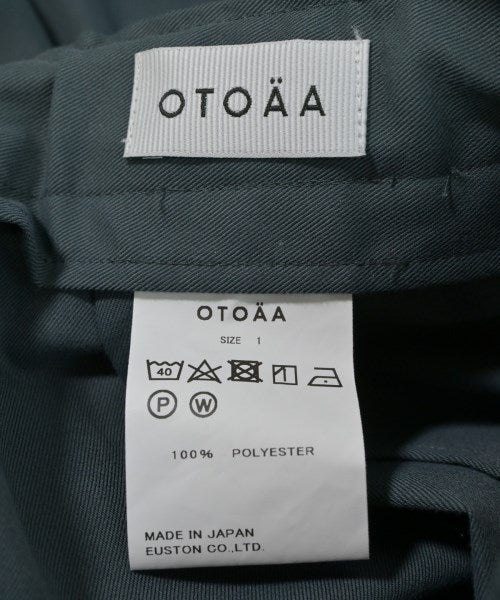 OTOÄA
OTOÄA
SIZE 1
40
P W
100% POLYESTER
MADE IN JAPAN
EUSTON CO.,LTD.